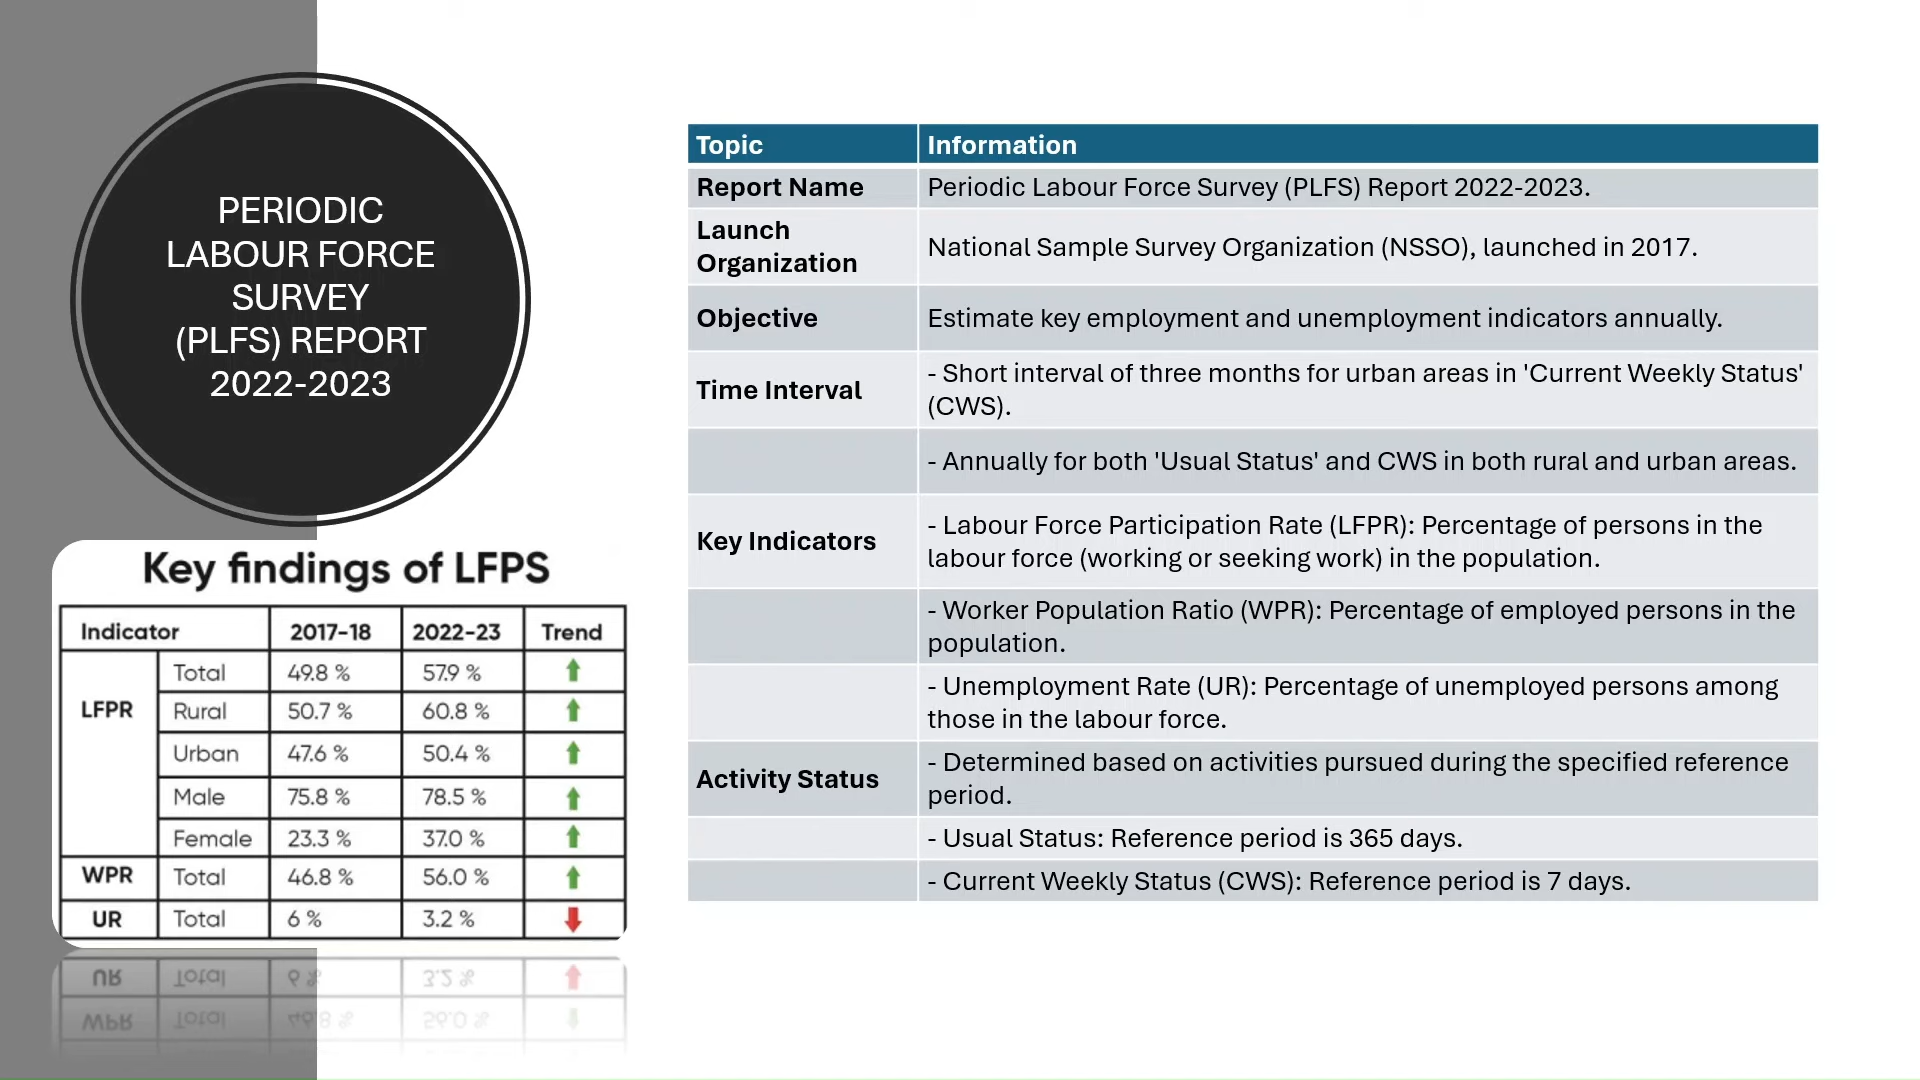 PERIODIC
LABOUR FORCE
SURVEY
(PLFS) REPORT
2022-2023
Key findings of LFPS
Indicator 2017-18 2022-23 Trend
LFPR
Total 49.8 % 57.9 %
Rural 50.7 % 60.8 %
Urban 47.6 % 50.4 %
Male 75.8 % 78.5 %
Female 23.3 % 37.0 %
WPR Total 46.8 % 56.0 %
UR Total 6 % 3.2 %
Topic Information
Report Name Periodic Labour Force Survey (PLFS) Report 2022-2023.
Launch
Organization
National Sample Survey Organization (NSSO), launched in 2017.
Objective Estimate key employment and unemployment indicators annually.
Time Interval
- Short interval of three months for urban areas in 'Current Weekly Status'
(CWS).
- Annually for both 'Usual Status' and CWS in both rural and urban areas.
Key Indicators
- Labour Force Participation Rate (LFPR): Percentage of persons in the
labour force (working or seeking work) in the population.
- Worker Population Ratio (WPR): Percentage of employed persons in the
population.
- Unemployment Rate (UR): Percentage of unemployed persons among
those in the labour force.
Activity Status
- Determined based on activities pursued during the specified reference
period.
- Usual Status: Reference period is 365 days.
- Current Weekly Status (CWS): Reference period is 7 days.